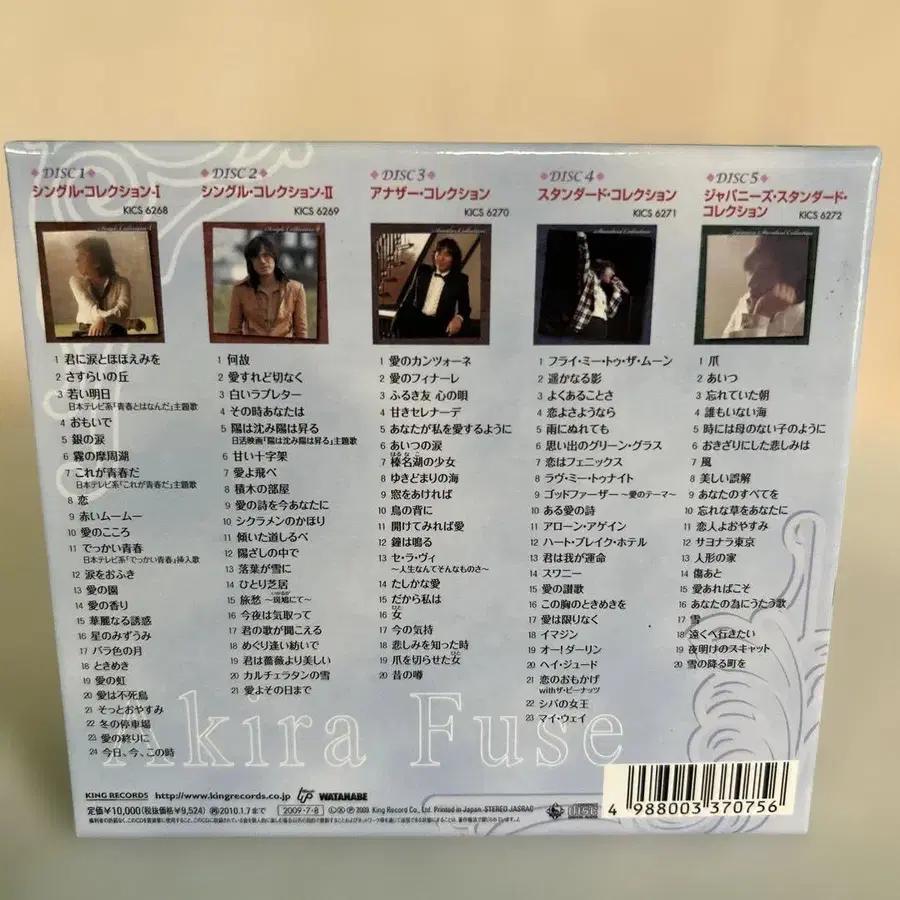 DISC 1
シングル・コレクション-I
KICS 6268
1 君に涙とほほえみを
2 さすらいの丘
3 若い明日
日本テレビ系「青春とはなんだ」主題歌
4 おもいで
5 銀の涙
6 霧の摩周湖
7 これが青春だ
日本テレビ系「これが青春だ」主題歌
8 恋
9 赤いムームー
10 愛のこころ
11 でっかい青春
日本テレビ系「でっかい青春」挿入歌
12 涙をおふき
13 愛の園
14 愛の香り
15 華麗なる誘惑
16 星のみずうみ
17 バラ色の月
18 ときめき
19 愛の虹
20 愛は不死鳥
21 そっとおやすみ
22 冬の停車場
23 愛の終りに
24 今日、今、この時
DISC 2
シングル・コレクション-II
KICS 6269
1 何故
2 愛すれど切なく
3 白いラブレター
4 その時あなたは
5 陽は沈み陽は昇る
日活映画「陽は沈み陽は昇る」主題歌
6 甘い十字架
7 愛よ飛べ
8 積木の部屋
9 愛の詩を今あなたに
10 シクラメンのかほり
11 傾いた道しるべ
12 陽ざしの中で
13 落葉が雪に
14 ひとり芝居
15 旅愁 ～斑鳩にて～
16 今夜は気取って
17 君の歌が聞こえる
18 めぐり逢い紡いで
19 君は薔薇より美しい
20 カルチェラタンの雪
21 愛よその日まで
DISC 3
アナザー・コレクション
KICS 6270
1 愛のカンツォーネ
2 愛のフィナーレ
3 ふるき友 心の唄
4 甘きセレナーデ
5 あなたが私を愛するように
6 あいつの涙
7 榛名湖の少女
8 ゆきどまりの海
9 窓をあければ
10 鳥の背に
11 開けてみれば愛
12 鐘は鳴る
13 セ・ラ・ヴィ
～人生なんてそんなものさ～
14 たしかな愛
15 だから私は
16 女
17 今の気持
18 悲しみを知った時
19 爪を切らせた女
20 昔の噂
DISC 4
スタンダード・コレクション
KICS 6271
1 フライ・ミー・トゥ・ザ・ムーン
2 遥かなる影
3 よくあることさ
4 恋よさようなら
5 雨にぬれても
6 思い出のグリーン・グラス
7 恋はフェニックス
8 ラヴ・ミー・トゥナイト
9 ゴッドファーザー ～愛のテーマ～
10 ある愛の詩
11 アローン・アゲイン
12 ハート・ブレイク・ホテル
13 君は我が運命
14 スワニー
15 愛の讃歌
16 この胸のときめきを
17 愛は限りなく
18 イマジン
19 オー!ダーリン
20 ヘイ・ジュード
21 恋のおもかげ
withザ・ピーナッツ
22 シバの女王
23 マイ・ウェイ
DISC 5
ジャパニーズ・スタンダード・
コレクション
KICS 6272
1 爪
2 あいつ
3 忘れていた朝
4 誰もいない海
5 時には母のない子のように
6 おきざりにした悲しみは
7 風
8 美しい誤解
9 あなたのすべてを
10 忘れな草をあなたに
11 恋人よおやすみ
12 サヨナラ東京
13 人形の家
14 傷あと
15 愛あればこそ
16 あなたの為にうたう歌
17 雪
18 遠くへ行きたい
19 夜明けのスキャット
20 雪の降る町を
Akira Fuse
KING RECORDS http://www.kingrecords.co.jp WATANABE
定価￥10,000(税抜価格￥9,524) 2010.1.7まで 2009・7・8 2009. King Record Co., Ltd. Printed in Japan. STEREO JASRAC
4 988003 370756